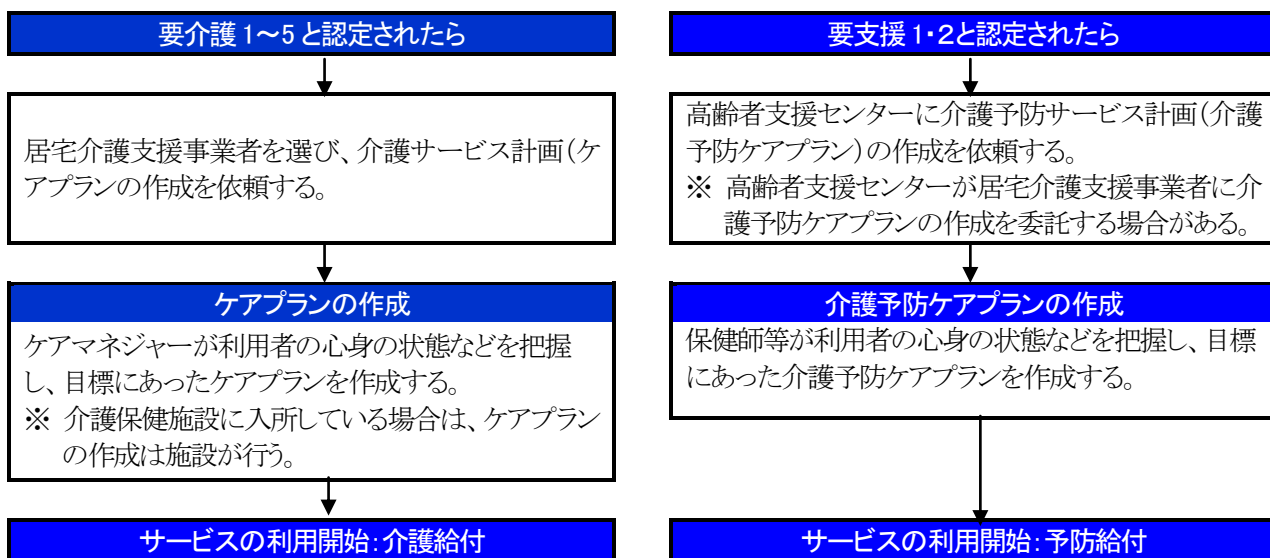 要介護1～5と認定されたら
居宅介護支援事業者を選び、介護サービス計画(ケ
アプランの作成を依頼する。
ケアプランの作成
ケアマネジャーが利用者の心身の状態などを把握
し、目標にあったケアプランを作成する。
※ 介護保健施設に入所している場合は、ケアプラン
の作成は施設が行う。
サービスの利用開始:介護給付
要支援1・2と認定されたら
高齢者支援センターに介護予防サービス計画(介護
予防ケアプラン)の作成を依頼する。
※ 高齢者支援センターが居宅介護支援事業者に介
護予防ケアプランの作成を委託する場合がある。
介護予防ケアプランの作成
保健師等が利用者の心身の状態などを把握し、目標
にあった介護予防ケアプランを作成する。
サービスの利用開始:予防給付